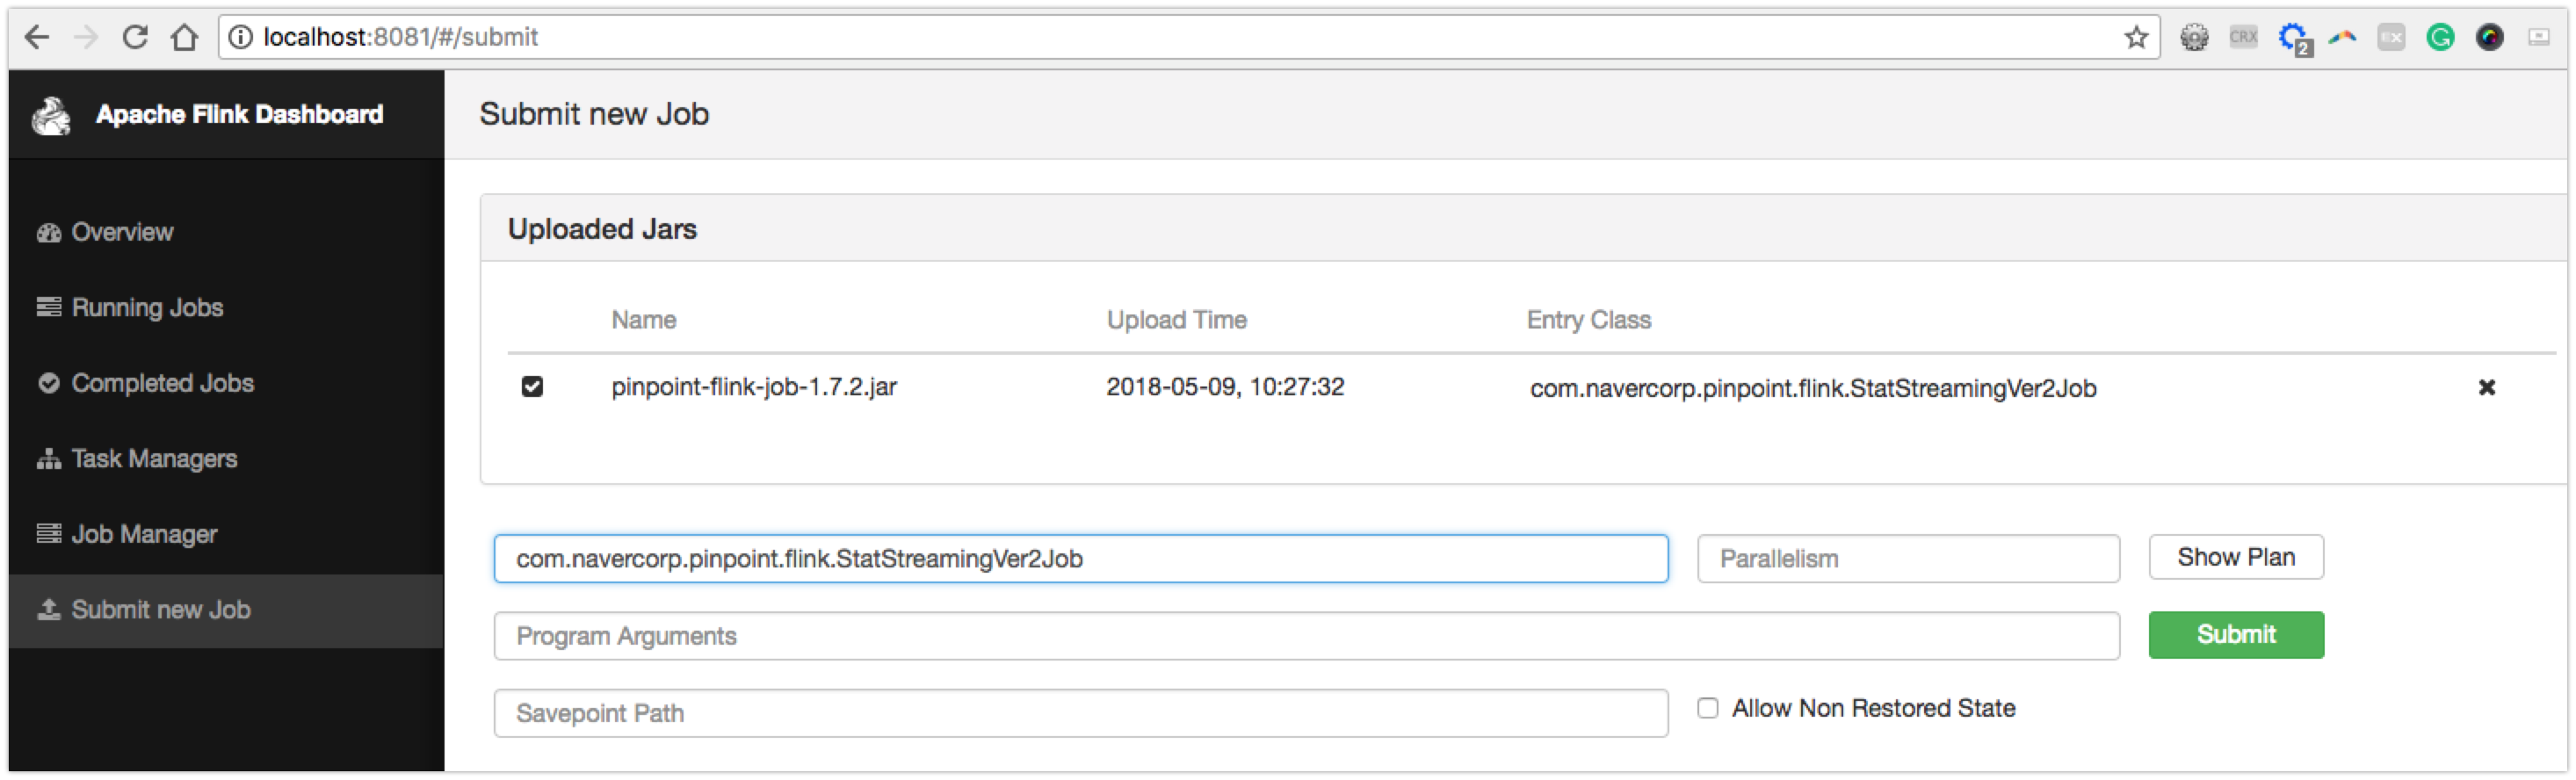 localhost:8081/#/submit
CRX
2
EX
G
Apache Flink Dashboard
Submit new Job
Overview
Running Jobs
Completed Jobs
Task Managers
Job Manager
Submit new Job
Uploaded Jars
Name Upload Time Entry Class
pinpoint-flink-job-1.7.2.jar 2018-05-09, 10:27:32 com.navercorp.pinpoint.flink.StatStreamingVer2Job
com.navercorp.pinpoint.flink.StatStreamingVer2Job Parallelism Show Plan
Program Arguments Submit
Savepoint Path Allow Non Restored State